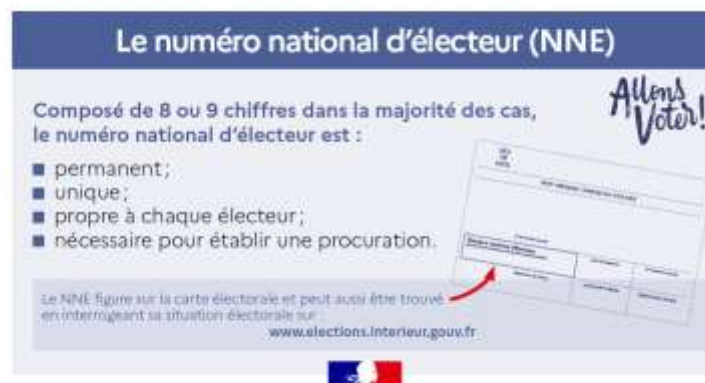 Le numéro national d'électeur (NNE)
Allons
Voter!
Composé de 8 ou 9 chiffres dans la majorité des cas,
le numéro national d'électeur est :
permanent;
unique;
propre à chaque électeur;
nécessaire pour établir une procuration.
Le NNE figure sur la carte électorale et peut aussi être trouvé
en interrogeant sa situation électorale sur :
www.elections.interieur.gouv.fr